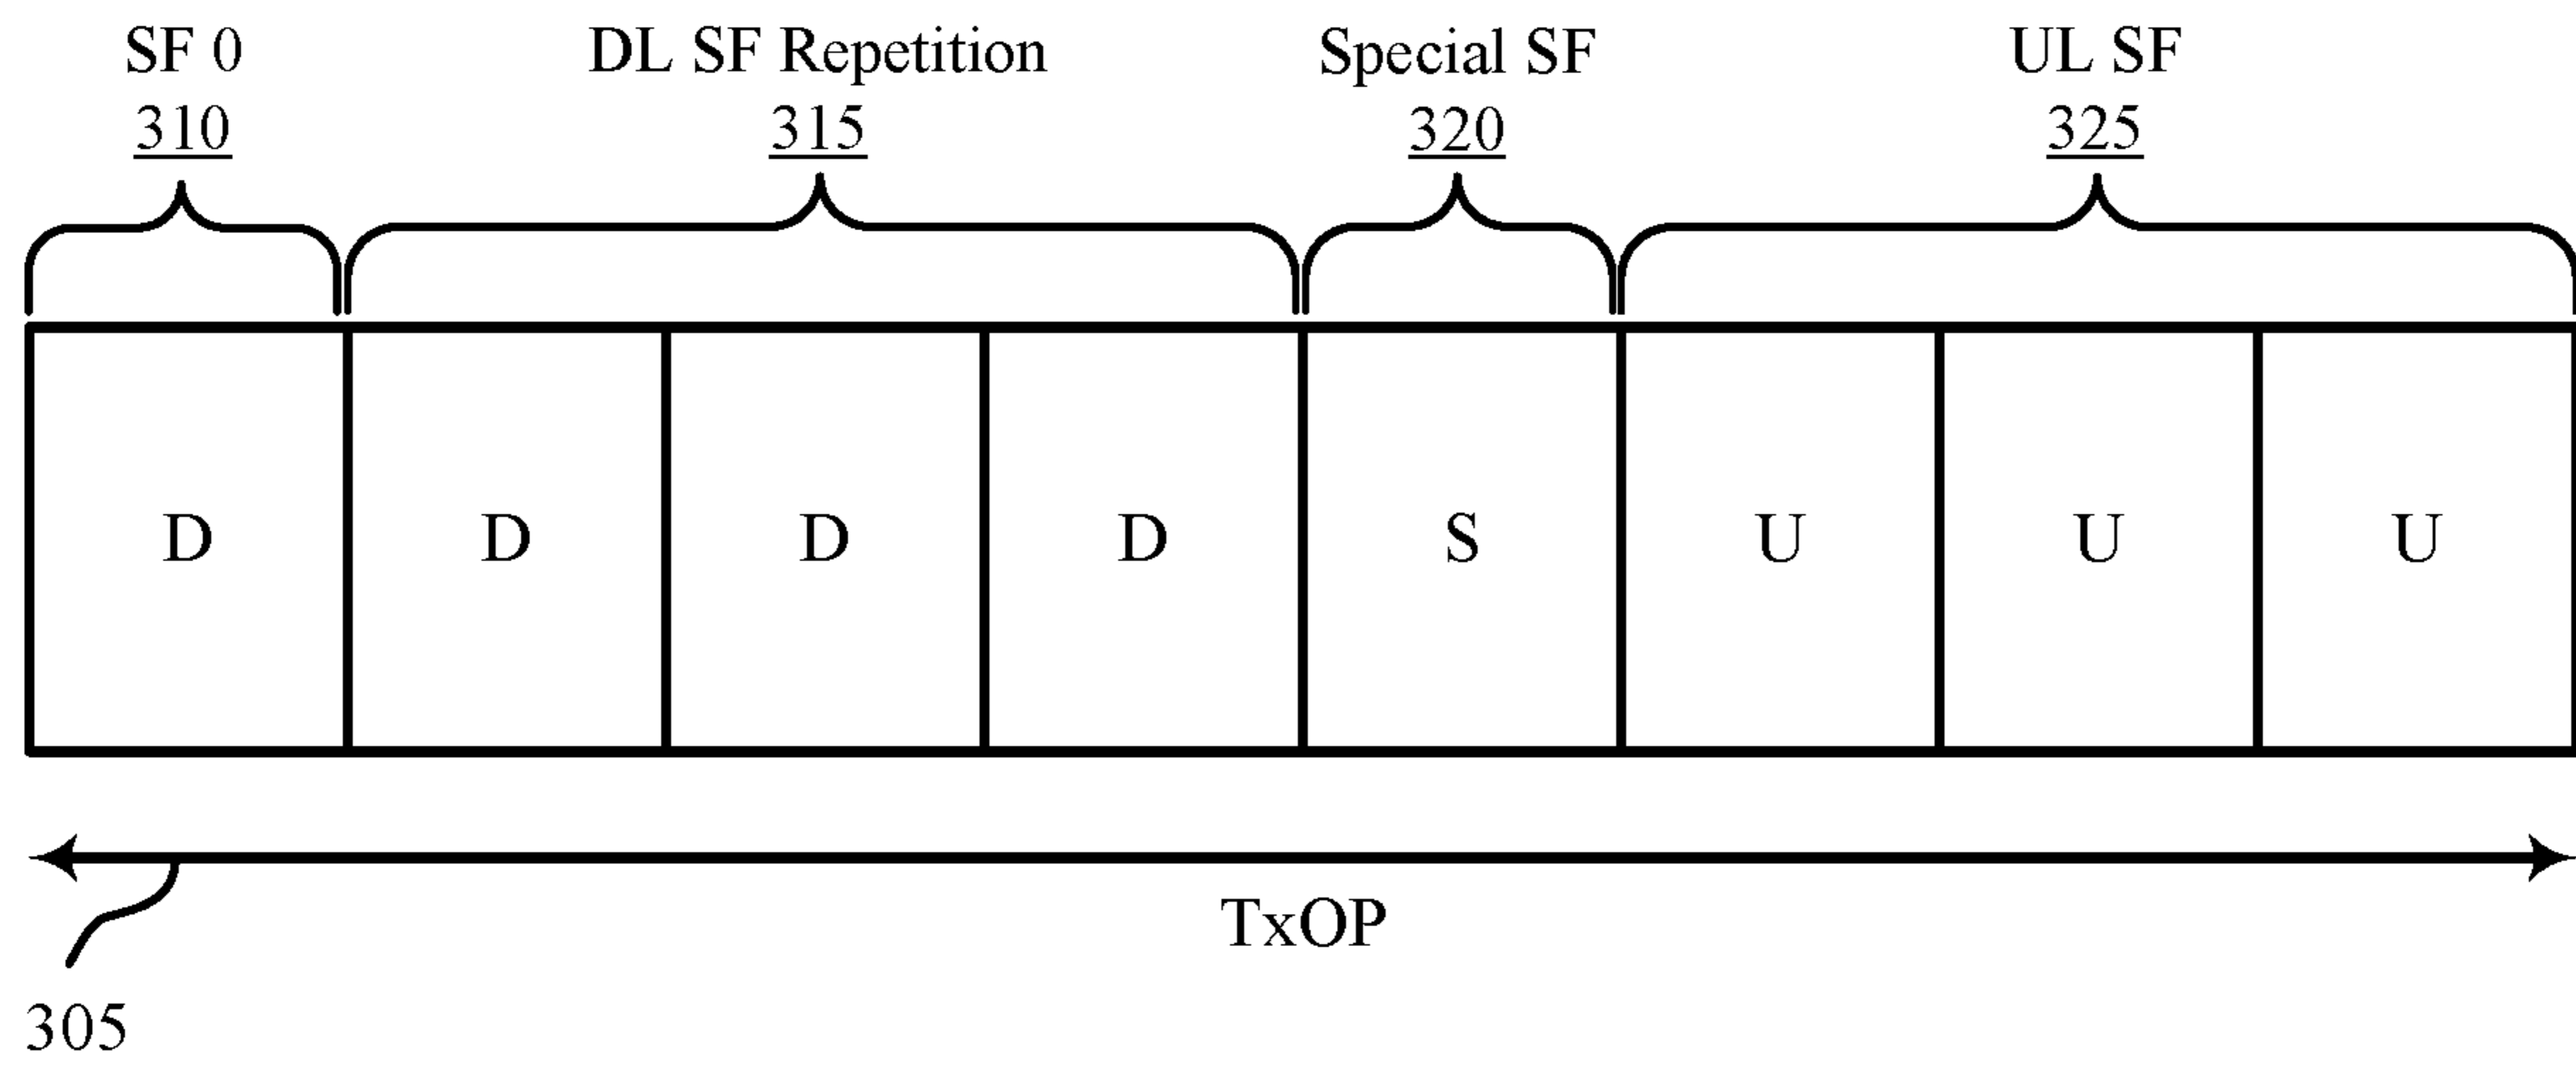 SF 0 DL SF Repetition Special SF UL SF
310 315 320 325
D D D D S U U U
TxOP
305